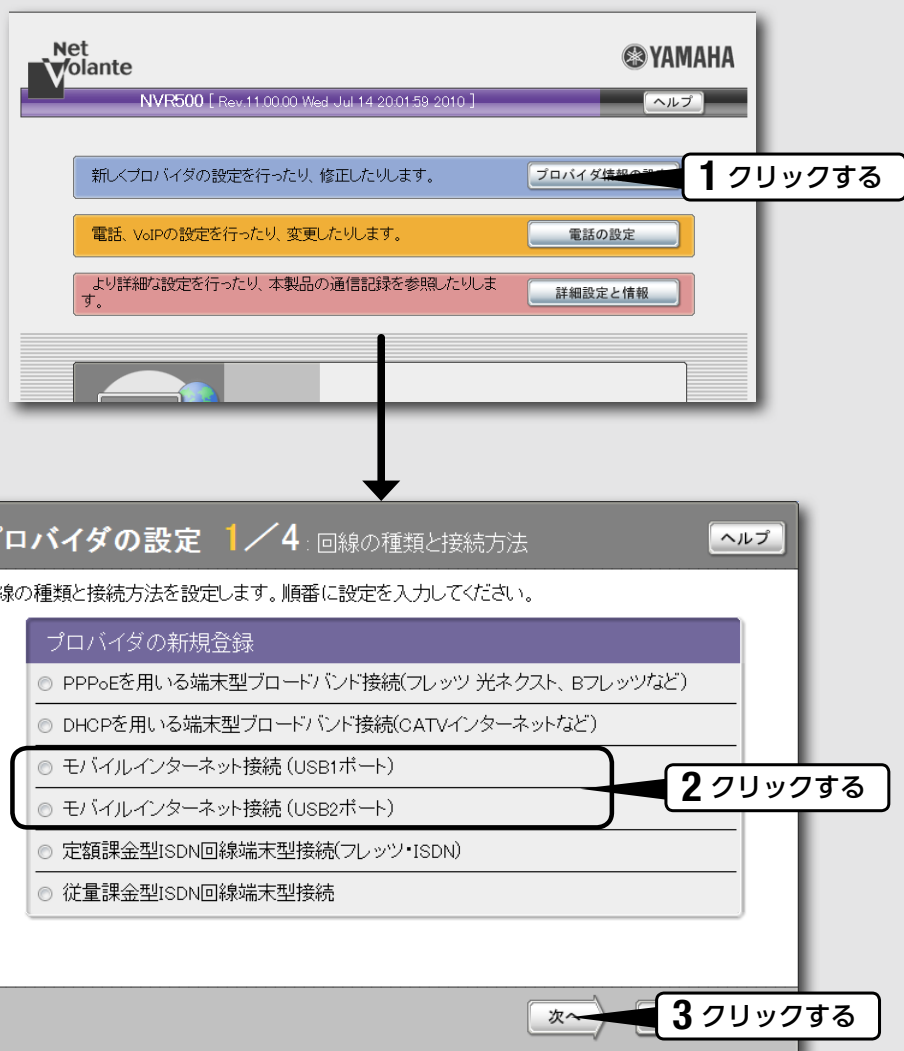 Net
Volante
YAMAHA
NVR500 [ Rev.11.00.00 Wed Jul 14 20:01:59 2010 ]
ヘルプ
新しくプロバイダの設定を行ったり、修正したりします。
プロバイダ情報の
1 クリックする
電話、VoIPの設定を行ったり、変更したりします。
電話の設定
より詳細な設定を行ったり、本製品の通信記録を参照したりしま
す。
詳細設定と情報
ロバイダの設定 1/4 : 回線の種類と接続方法
ヘルプ
線の種類と接続方法を設定します。順番に設定を入力してください。
プロバイダの新規登録
PPPoEを用いる端末型ブロードバンド接続(フレッツ 光ネクスト、Bフレッツなど)
DHCPを用いる端末型ブロードバンド接続(CATVインターネットなど)
モバイルインターネット接続 (USB1ポート)
モバイルインターネット接続 (USB2ポート)
2 クリックする
定額課金型ISDN回線端末型接続(フレッツ・ISDN)
従量課金型ISDN回線端末型接続
次へ
3 クリックする